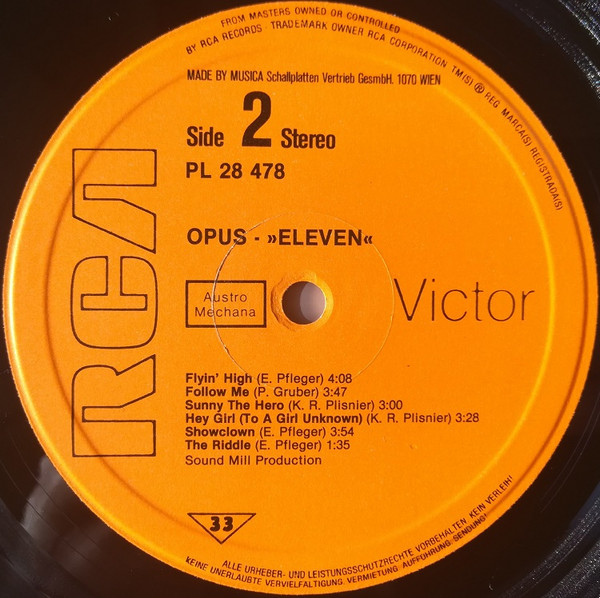 FROM MASTERS OWNED OR CONTROLLED
BY RCA RECORDS. TRADEMARK OWNER RCA CORPORATION TM(S) ® REG. MARCA(S) REGISTRADA(S)
MADE BY MUSICA Schallplatten Vertrieb GesmbH. 1070 WIEN
Side 2 Stereo
PL 28 478
OPUS - »ELEVEN«
RCA
Austro
Mechana
Victor
Flyin' High (E. Pfleger) 4:08
Follow Me (P. Gruber) 3:47
Sunny The Hero (K. R. Plisnier) 3:00
Hey Girl (To A Girl Unknown) (K. R. Plisnier) 3:28
Showclown (E. Pfleger) 3:54
The Riddle (E. Pfleger) 1:35
Sound Mill Production
33
ALLE URHEBER- UND LEISTUNGSSCHUTZRECHTE VORBEHALTEN. KEIN VERLEIH!
KEINE UNERLAUBTE VERVIELFÄLTIGUNG. VERMIETUNG. AUFFÜHRUNG. SENDUNG!